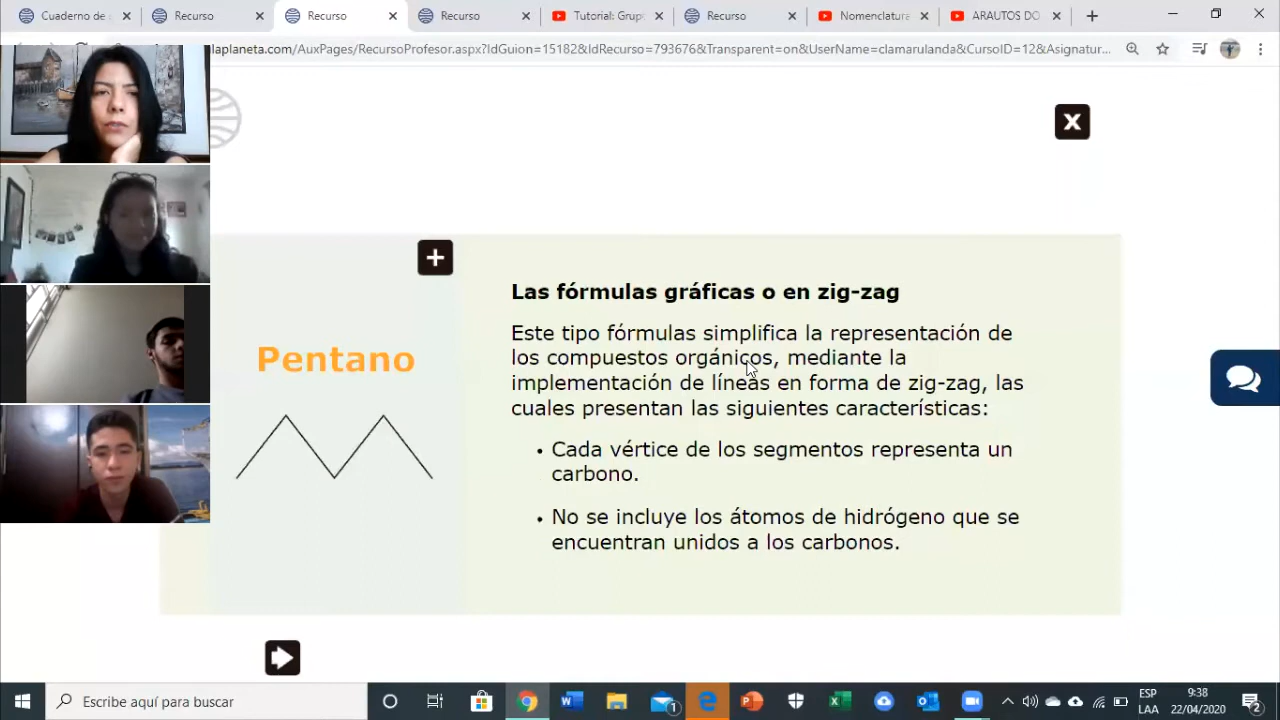 Cuaderno de
Recurso
Recurso
Recurso
Tutorial: Grup
Recurso
Nomenclatura
ARAUTOS DO
laplaneta.com/AuxPages/RecursoProfesor.aspx?IdGuion=15182&IdRecurso=793676&Transparent=on&UserName=clamarulanda&CursoID=12&Asignatur...
Pentano
Las fórmulas gráficas o en zig-zag
Este tipo fórmulas simplifica la representación de
los compuestos orgánicos, mediante la
implementación de líneas en forma de zig-zag, las
cuales presentan las siguientes características:
• Cada vértice de los segmentos representa un
carbono.
• No se incluye los átomos de hidrógeno que se
encuentran unidos a los carbonos.
Escribe aquí para buscar
1
ESP
LAA
9:38
22/04/2020
2